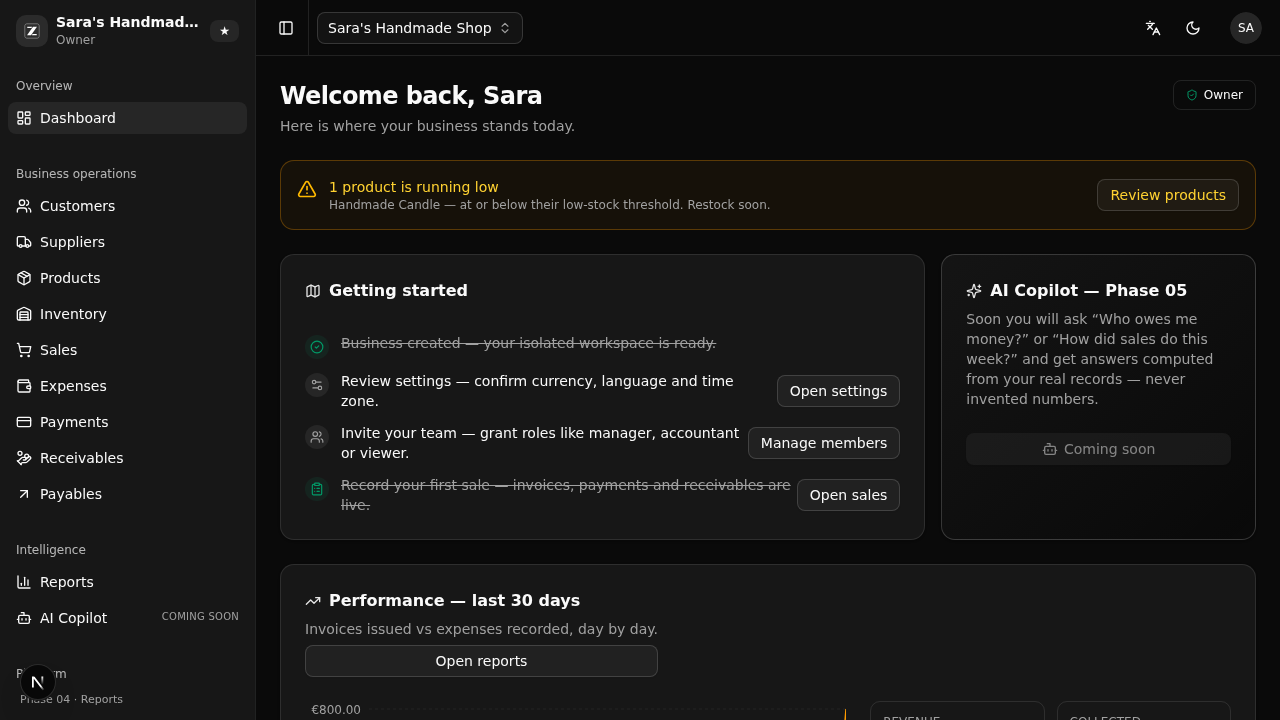 Sara's Handmad...
Owner
Overview
Dashboard
Business operations
Customers
Suppliers
Products
Inventory
Sales
Expenses
Payments
Receivables
Payables
Intelligence
Reports
AI Copilot
COMING SOON
Phase 04 · Reports
Sara's Handmade Shop
SA
Welcome back, Sara
Here is where your business stands today.
Owner
1 product is running low
Handmade Candle — at or below their low-stock threshold. Restock soon.
Review products
Getting started
Business created — your isolated workspace is ready.
Review settings — confirm currency, language and time
zone.
Open settings
Invite your team — grant roles like manager, accountant
or viewer.
Manage members
Record your first sale — invoices, payments and receivables are
live.
Open sales
AI Copilot — Phase 05
Soon you will ask “Who owes me
money?” or “How did sales do this
week?” and get answers computed
from your real records — never
invented numbers.
Coming soon
Performance — last 30 days
Invoices issued vs expenses recorded, day by day.
Open reports
€800.00
REVENUE
COLLECTED